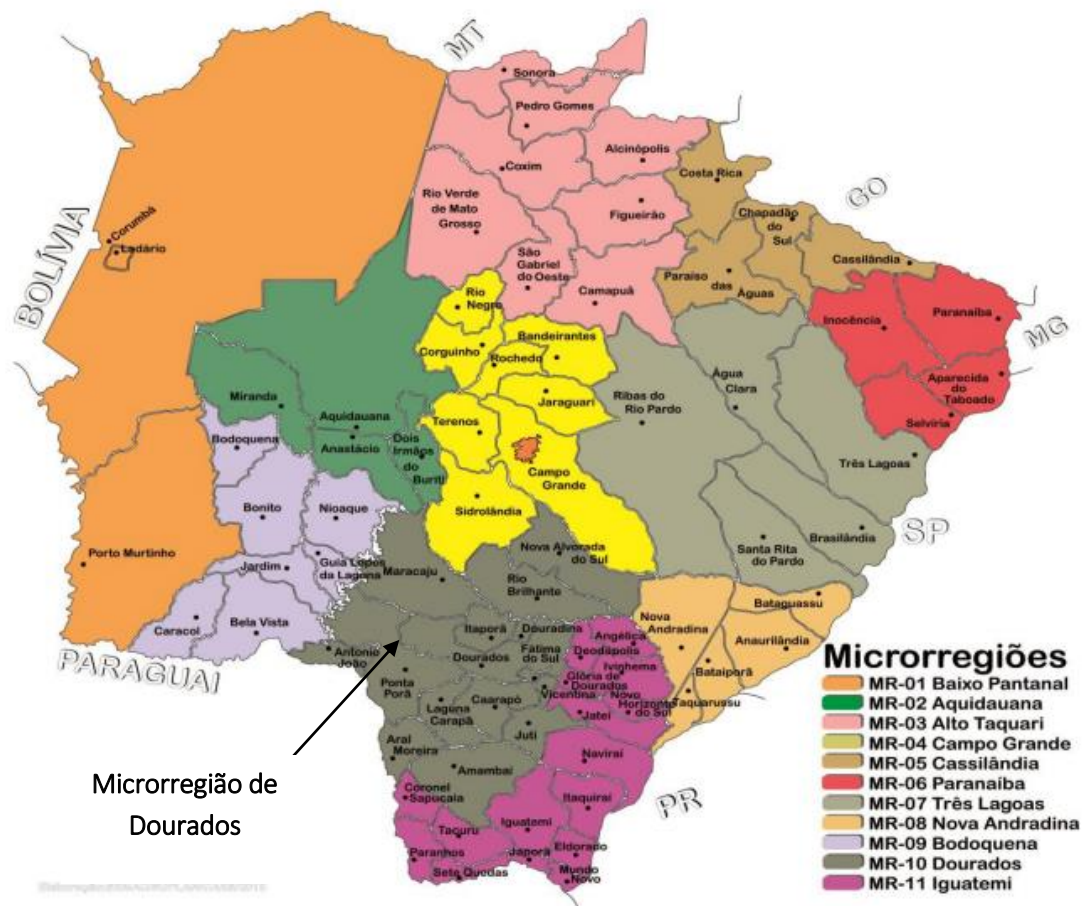 MT
Sonora
Pedro Gomes
Alcinópolis
Coxim
Costa Rica
GO
Rio Verde
de Mato
Grosso
Figueirão
Chapadão
do
Sul
BOLÍVIA
Corumbá
Ladário
São
Gabriel
do Oeste
Camapuã
Paraíso
das
Águas
Cassilândia
Rio
Negro
Inocência
Paranaíba
MG
Corguinho
Rochedo
Bandeirantes
Água
Clara
Aparecida
do
Taboado
Miranda
Aquidauana
Jaraguari
Ribas do
Rio Pardo
Selvíria
Bodoquena
Anastácio
Dois
Irmãos
do
Buriti
Terenos
Campo
Grande
Três Lagoas
Bonito
Nioaque
Sidrolândia
Brasilândia
SP
Porto Murtinho
Jardim
Guia Lopes
da Laguna
Maracaju
Nova Alvorada
do Sul
Santa Rita
do Pardo
Rio
Brilhante
Bataguassu
Caracol
Bela Vista
Nova
Andradina
Anaurilândia
PARAGUAI
Antonio
João
Itaporã
Douradina
Fátima
do Sul
Angélica
Deodápolis
Ivighema
Bataiporã
Dourados
Glória de
Dourados
Vicentina
Novo
Horizonte
do Sul
Taquarussu
Ponta
Porã
Laguna
Carapã
Caarapó
Jateí
Juti
Aral
Moreira
Amambaí
Naviraí
Coronel
Sapucaia
Itaquiraí
PR
Tacuru
Iguatemi
Paranhos
Japorã
Eldorado
Sete Quedas
Mundo
Novo
Microrregião de
Dourados
Microrregiões
MR-01 Baixo Pantanal
MR-02 Aquidauana
MR-03 Alto Taquari
MR-04 Campo Grande
MR-05 Cassilândia
MR-06 Paranaíba
MR-07 Três Lagoas
MR-08 Nova Andradina
MR-09 Bodoquena
MR-10 Dourados
MR-11 Iguatemi